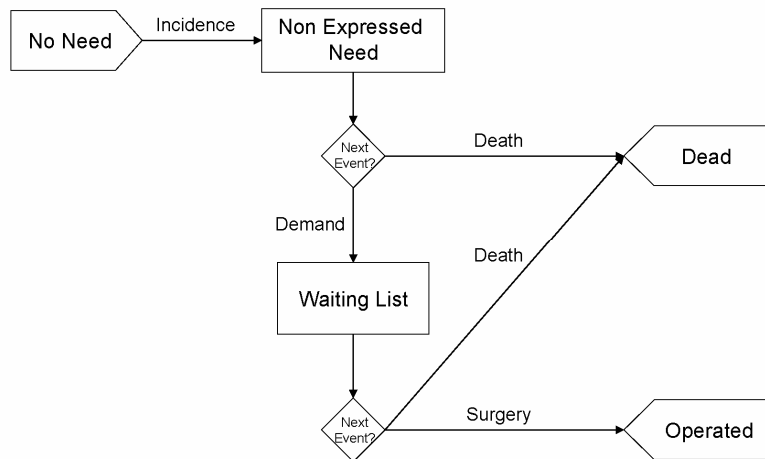 Incidence
No Need
Non Expressed
Need
Next
Event?
Death
Dead
Demand
Death
Waiting List
Next
Event?
Surgery
Operated